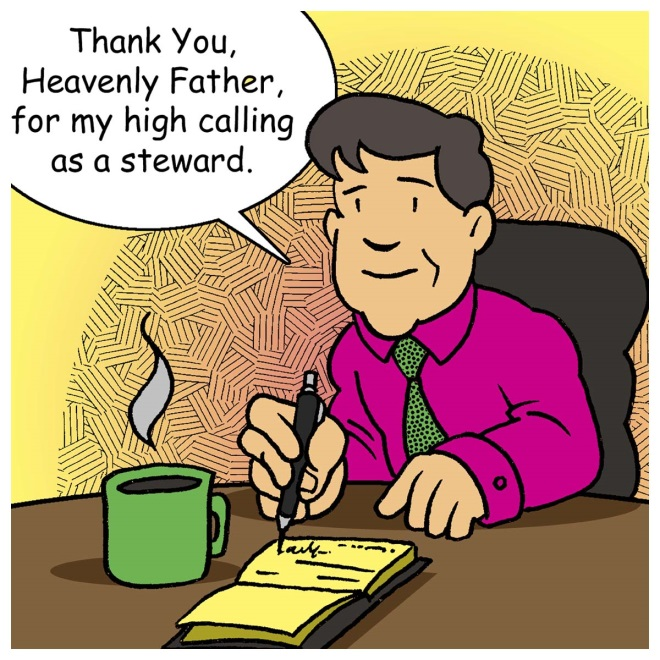 Thank You,
Heavenly Father,
for my high calling
as a steward.